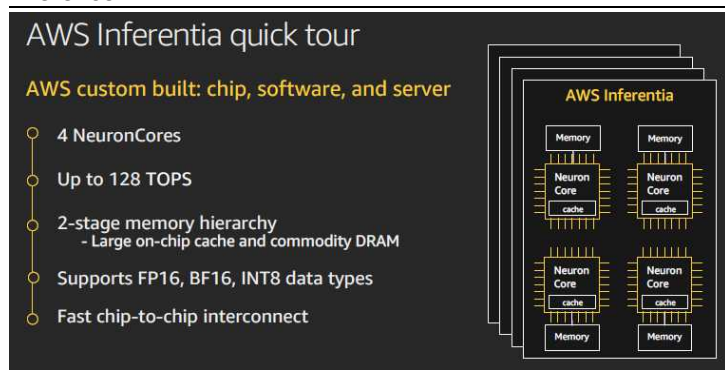 AWS Inferentia quick tour
AWS custom built: chip, software, and server
4 NeuronCores
Up to 128 TOPS
2-stage memory hierarchy
- Large on-chip cache and commodity DRAM
Supports FP16, BF16, INT8 data types
Fast chip-to-chip interconnect
AWS Inferentia
Memory
Memory
Neuron
Core
cache
Neuron
Core
cache
Neuron
Core
cache
Neuron
Core
cache
Memory
Memory